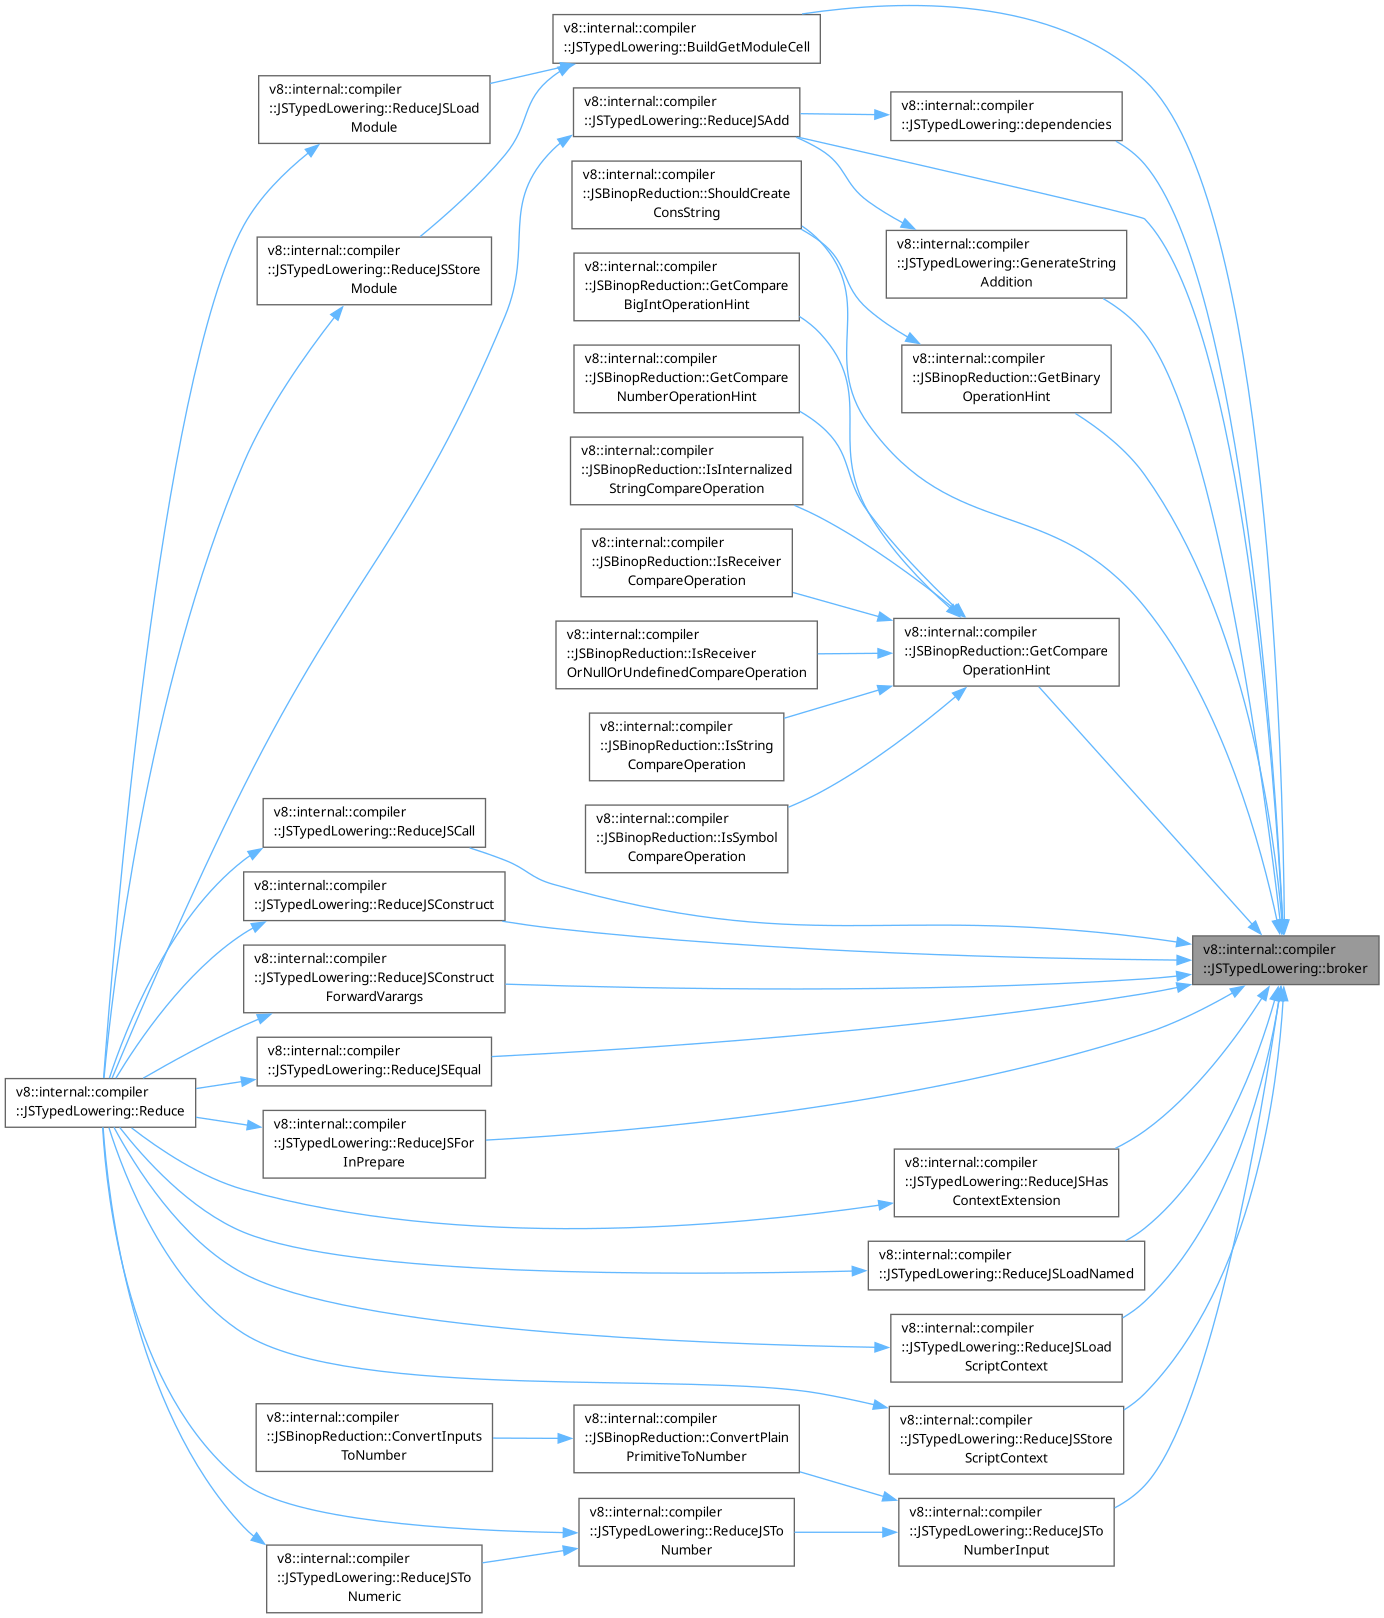 v8::internal::compiler
::JSTypedLowering::BuildGetModuleCell
v8::internal::compiler
::JSTypedLowering::ReduceJSLoad
Module
v8::internal::compiler
::JSTypedLowering::ReduceJSAdd
v8::internal::compiler
::JSTypedLowering::dependencies
v8::internal::compiler
::JSBinopReduction::ShouldCreate
ConsString
v8::internal::compiler
::JSTypedLowering::ReduceJSStore
Module
v8::internal::compiler
::JSTypedLowering::GenerateString
Addition
v8::internal::compiler
::JSBinopReduction::GetCompare
BigIntOperationHint
v8::internal::compiler
::JSBinopReduction::GetCompare
NumberOperationHint
v8::internal::compiler
::JSBinopReduction::GetBinary
OperationHint
v8::internal::compiler
::JSBinopReduction::IsInternalized
StringCompareOperation
v8::internal::compiler
::JSBinopReduction::IsReceiver
CompareOperation
v8::internal::compiler
::JSBinopReduction::IsReceiver
OrNullOrUndefinedCompareOperation
v8::internal::compiler
::JSBinopReduction::GetCompare
OperationHint
v8::internal::compiler
::JSBinopReduction::IsString
CompareOperation
v8::internal::compiler
::JSBinopReduction::IsSymbol
CompareOperation
v8::internal::compiler
::JSTypedLowering::ReduceJSCall
v8::internal::compiler
::JSTypedLowering::ReduceJSConstruct
v8::internal::compiler
::JSTypedLowering::broker
v8::internal::compiler
::JSTypedLowering::ReduceJSConstruct
ForwardVarargs
v8::internal::compiler
::JSTypedLowering::ReduceJSEqual
v8::internal::compiler
::JSTypedLowering::Reduce
v8::internal::compiler
::JSTypedLowering::ReduceJSFor
InPrepare
v8::internal::compiler
::JSTypedLowering::ReduceJSHas
ContextExtension
v8::internal::compiler
::JSTypedLowering::ReduceJSLoadNamed
v8::internal::compiler
::JSTypedLowering::ReduceJSLoad
ScriptContext
v8::internal::compiler
::JSBinopReduction::ConvertInputs
ToNumber
v8::internal::compiler
::JSBinopReduction::ConvertPlain
PrimitiveToNumber
v8::internal::compiler
::JSTypedLowering::ReduceJSStore
ScriptContext
v8::internal::compiler
::JSTypedLowering::ReduceJSTo
Number
v8::internal::compiler
::JSTypedLowering::ReduceJSTo
NumberInput
v8::internal::compiler
::JSTypedLowering::ReduceJSTo
Numeric